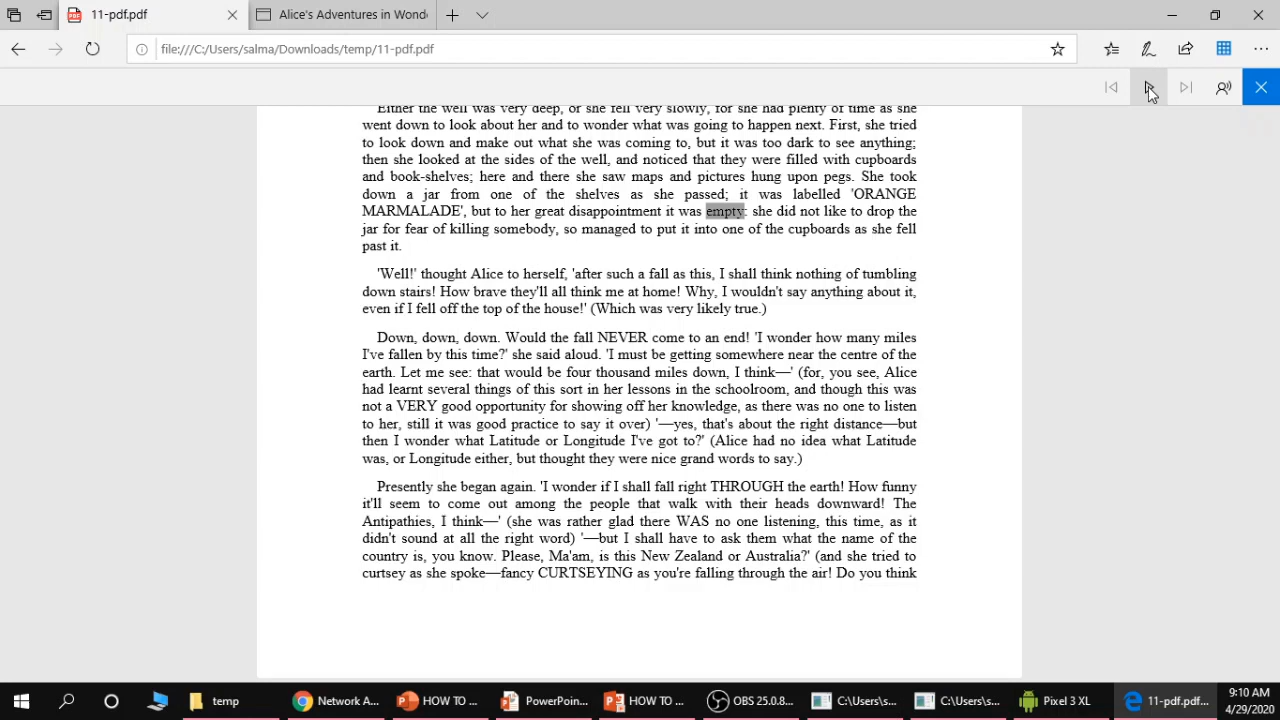 11-pdf.pdf
Alice's Adventures in Wond
file:///C:/Users/salma/Downloads/temp/11-pdf.pdf
Either the well was very deep, or she fell very slowly, for she had plenty of time as she
went down to look about her and to wonder what was going to happen next. First, she tried
to look down and make out what she was coming to, but it was too dark to see anything;
then she looked at the sides of the well, and noticed that they were filled with cupboards
and book-shelves; here and there she saw maps and pictures hung upon pegs. She took
down a jar from one of the shelves as she passed; it was labelled 'ORANGE
MARMALADE', but to her great disappointment it was empty: she did not like to drop the
jar for fear of killing somebody, so managed to put it into one of the cupboards as she fell
past it.
'Well!' thought Alice to herself, 'after such a fall as this, I shall think nothing of tumbling
down stairs! How brave they'll all think me at home! Why, I wouldn't say anything about it,
even if I fell off the top of the house!' (Which was very likely true.)
Down, down, down. Would the fall NEVER come to an end! 'I wonder how many miles
I've fallen by this time?' she said aloud. 'I must be getting somewhere near the centre of the
earth. Let me see: that would be four thousand miles down, I think—' (for, you see, Alice
had learnt several things of this sort in her lessons in the schoolroom, and though this was
not a VERY good opportunity for showing off her knowledge, as there was no one to listen
to her, still it was good practice to say it over) '—yes, that's about the right distance—but
then I wonder what Latitude or Longitude I've got to?' (Alice had no idea what Latitude
was, or Longitude either, but thought they were nice grand words to say.)
Presently she began again. 'I wonder if I shall fall right THROUGH the earth! How funny
it'll seem to come out among the people that walk with their heads downward! The
Antipathies, I think—' (she was rather glad there WAS no one listening, this time, as it
didn't sound at all the right word) '—but I shall have to ask them what the name of the
country is, you know. Please, Ma'am, is this New Zealand or Australia?' (and she tried to
curtsey as she spoke—fancy CURTSEYING as you're falling through the air! Do you think
temp
Network A...
HOW TO ...
PowerPoin...
HOW TO ...
OBS 25.0.8...
C:\Users\s...
C:\Users\s...
Pixel 3 XL
11-pdf.pdf...
9:10 AM
4/29/2020